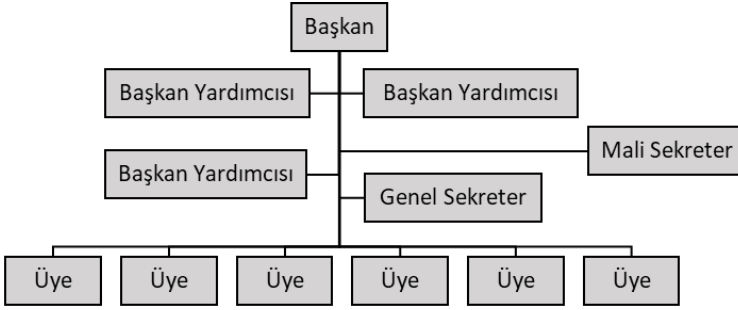 Başkan
Başkan Yardımcısı
Başkan Yardımcısı
Mali Sekreter
Başkan Yardımcısı
Genel Sekreter
Üye
Üye
Üye
Üye
Üye
Üye